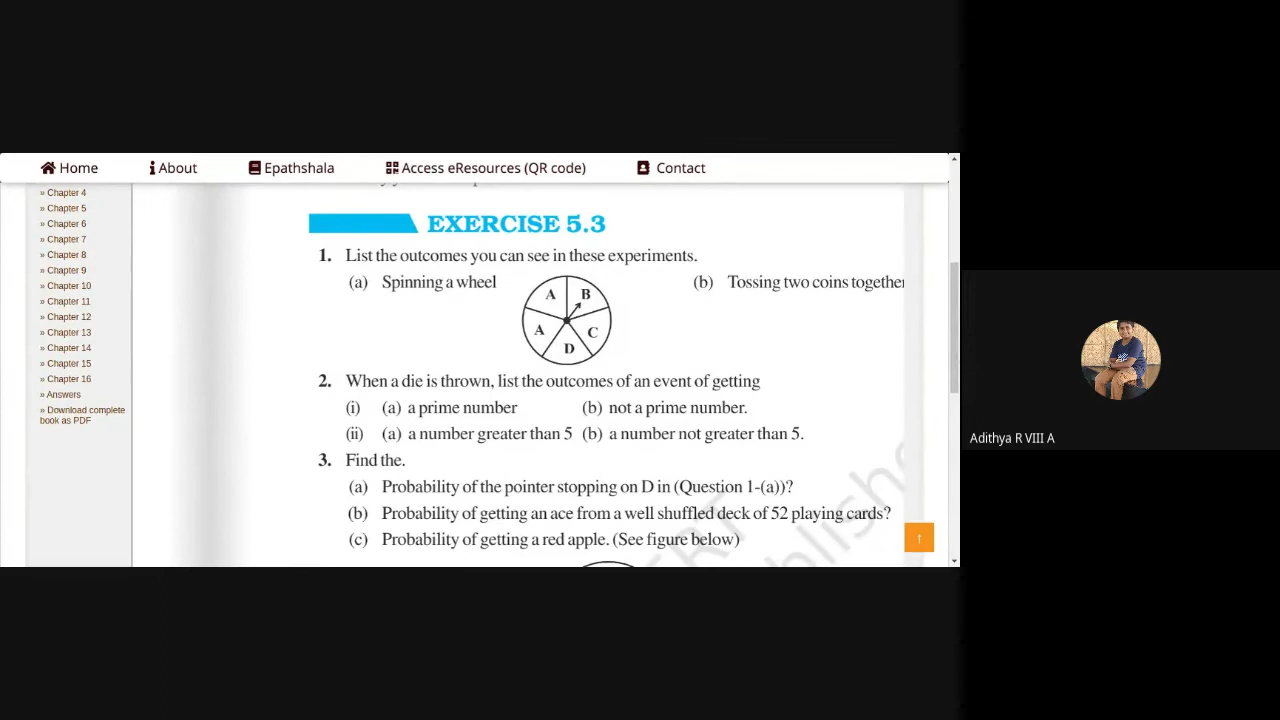 Home About Epathshala Access eResources (QR code) Contact
» Chapter 4
» Chapter 5
» Chapter 6
» Chapter 7
» Chapter 8
» Chapter 9
» Chapter 10
» Chapter 11
» Chapter 12
» Chapter 13
» Chapter 14
» Chapter 15
» Chapter 16
» Answers
» Download complete
book as PDF
EXERCISE 5.3
1. List the outcomes you can see in these experiments.
(a) Spinning a wheel (b) Tossing two coins together
A B
A C
D
2. When a die is thrown, list the outcomes of an event of getting
(i) (a) a prime number (b) not a prime number.
(ii) (a) a number greater than 5 (b) a number not greater than 5.
3. Find the.
(a) Probability of the pointer stopping on D in (Question 1-(a))?
(b) Probability of getting an ace from a well shuffled deck of 52 playing cards?
(c) Probability of getting a red apple. (See figure below)
↑
Adithya R VIII A